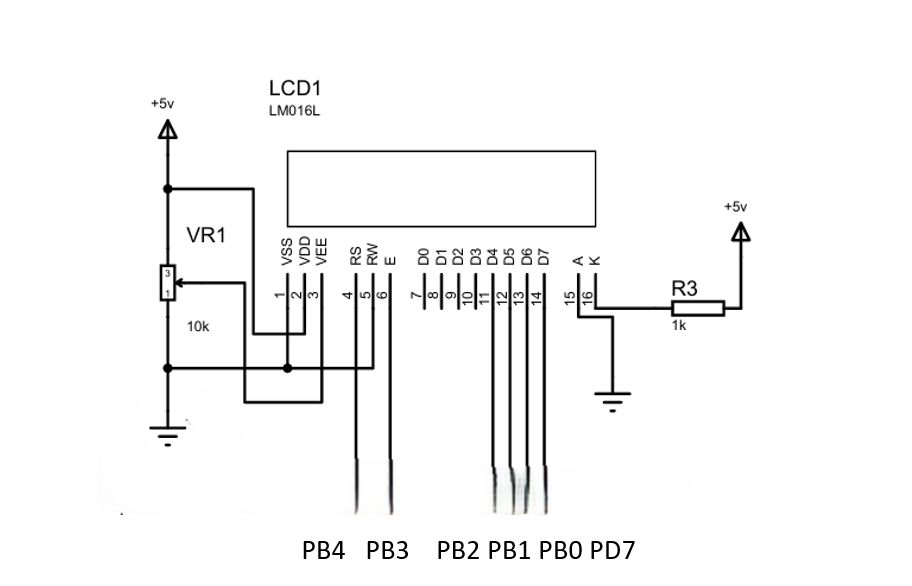 LCD1
LM016L
+5v
+5v
VR1
3
1
10k
VSS
VDD
VEE
RS
RW
E
D0
D1
D2
D3
D4
D5
D6
D7
A
K
1
2
3
4
5
6
7
8
9
10
11
12
13
14
15
16
R3
1k
PB4 PB3 PB2 PB1 PB0 PD7